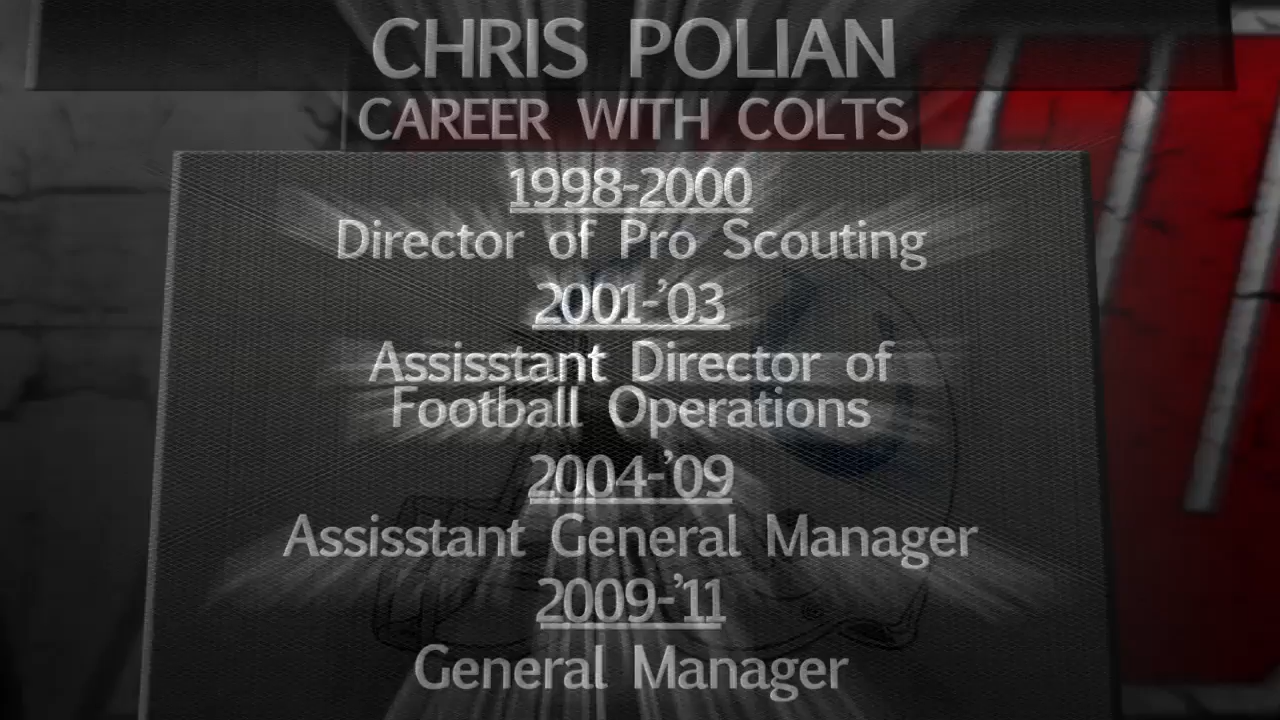 CHRIS POLIAN
CAREER WITH COLTS
1998-2000
Director of Pro Scouting
2001-'03
Assisstant Director of
Football Operations
2004-'09
Assisstant General Manager
2009-'11
General Manager